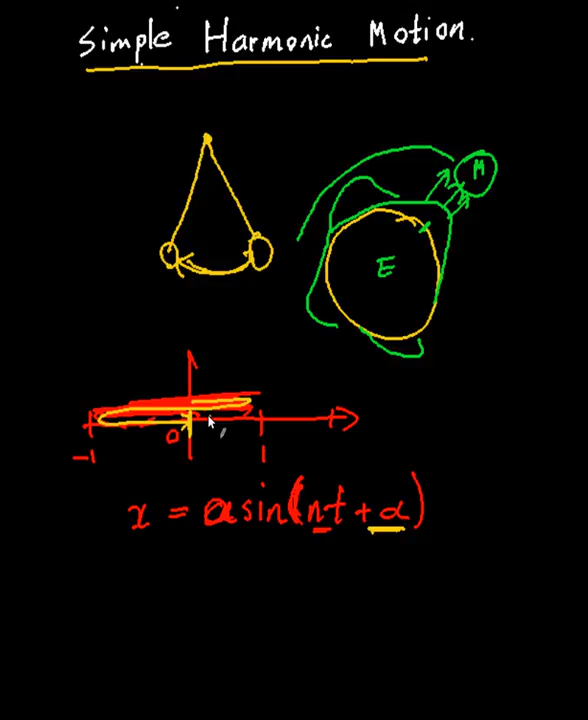 Simple Harmonic Motion.
M
E
-1 0 1
x = a sin(nt + α)